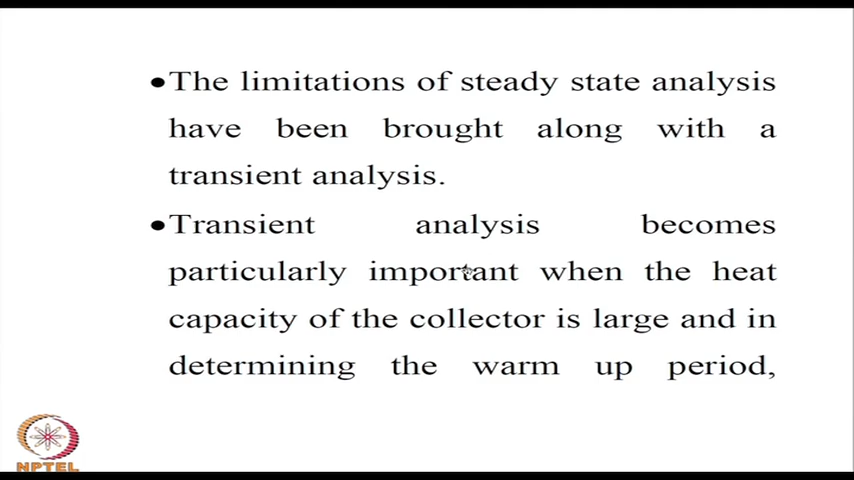 •The limitations of steady state analysis
have been brought along with a
transient analysis.
•Transient analysis becomes
particularly important when the heat
capacity of the collector is large and in
determining the warm up period,
NPTEL